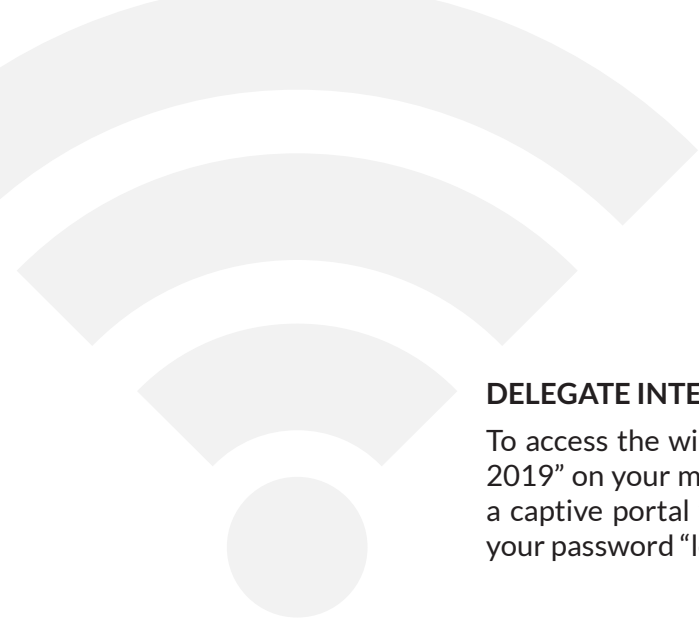 DELEGATE INTE
To access the wi
2019” on your m
a captive portal
your password “I